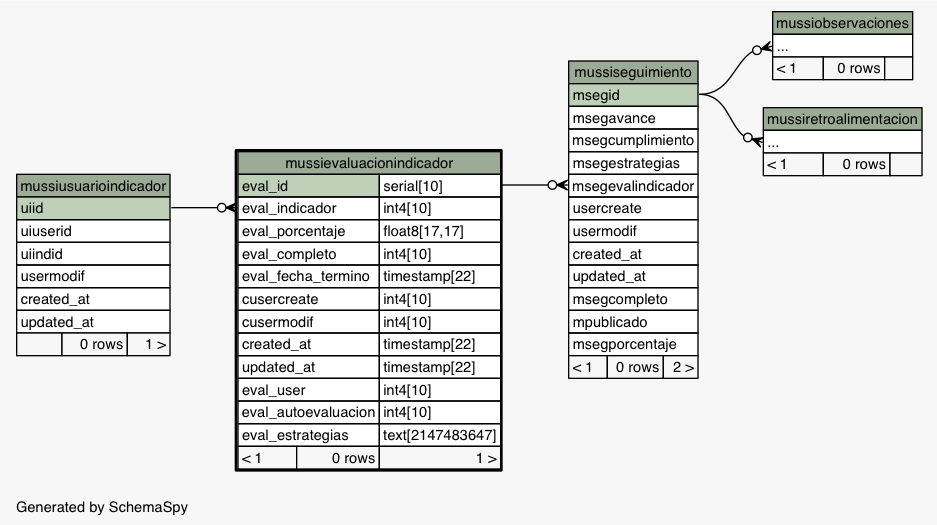 mussiusuarioindicador
uiid
uiuserid
uiindid
usermodif
created_at
updated_at
0 rows 1 >
mussievaluacionindicador
eval_id serial[10]
eval_indicador int4[10]
eval_porcentaje float8[17,17]
eval_completo int4[10]
eval_fecha_termino timestamp[22]
cusercreate int4[10]
cusermodif int4[10]
created_at timestamp[22]
updated_at timestamp[22]
eval_user int4[10]
eval_autoevaluacion int4[10]
eval_estrategias text[2147483647]
< 1 0 rows 1 >
mussiseguimiento
msegid
msegavance
msegcumplimiento
msegestrategias
msegevalindicador
usercreate
usermodif
created_at
updated_at
msegcompleto
mpublicado
msegporcentaje
< 1 0 rows 2 >
mussiobservaciones
...
< 1 0 rows
mussiretroalimentacion
...
< 1 0 rows
Generated by SchemaSpy